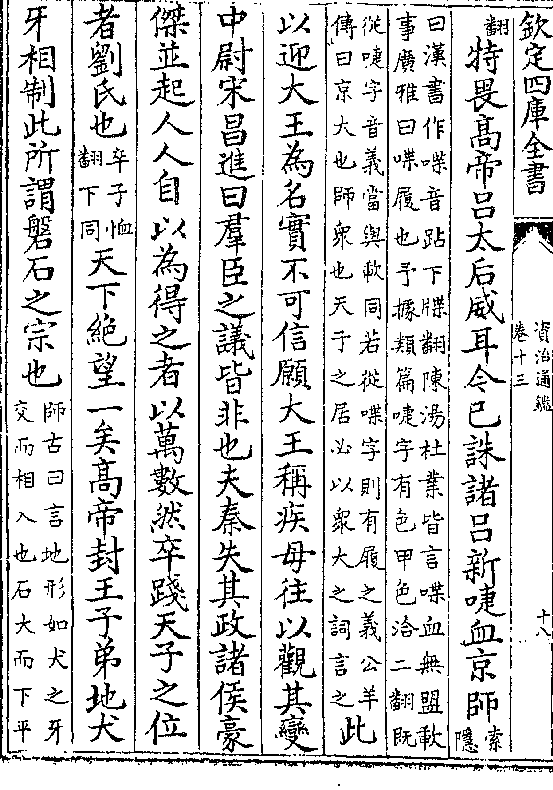 欽定四庫全書
資治通鑑
卷十三
十八
翻特畏髙帝吕太后威耳今已誅諸吕新啑血京師索隱
曰漢書作喋音跕下牒翻陳湯杜業皆言喋血無盟歃
事廣雅曰喋履也予據類篇啑字有色甲色洽二翻既
從啑字音義當與歃同若從喋字則有履之義公羊
傳曰京大也師衆也天子之居必以衆大之詞言之此
以迎大王為名實不可信願大王稱疾毋往以觀其變
中尉宋昌進曰羣臣之議皆非也夫秦失其政諸侯豪
傑並起人人自以為得之者以萬數然卒踐天子之位
者劉氏也卒子恤翻下同天下絶望一矣髙帝封王子弟地犬
牙相制此所謂磐石之宗也師古曰言地形如犬之牙
交而相入也石大而下平